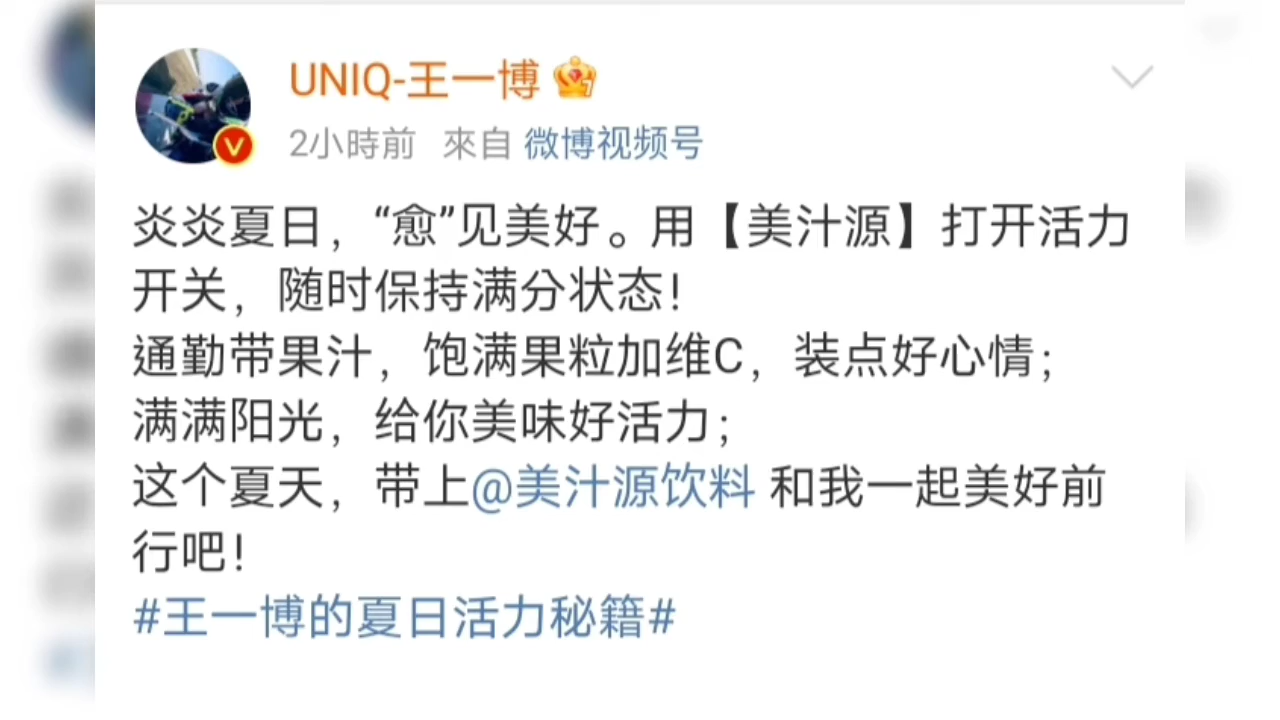 UNIQ-王一博
2小時前 來自 微博视频号
炎炎夏日，“愈”见美好。用【美汁源】打开活力
开关，随时保持满分状态！
通勤带果汁，饱满果粒加维C，装点好心情；
满满阳光，给你美味好活力；
这个夏天，带上@美汁源饮料 和我一起美好前
行吧！
#王一博的夏日活力秘籍#